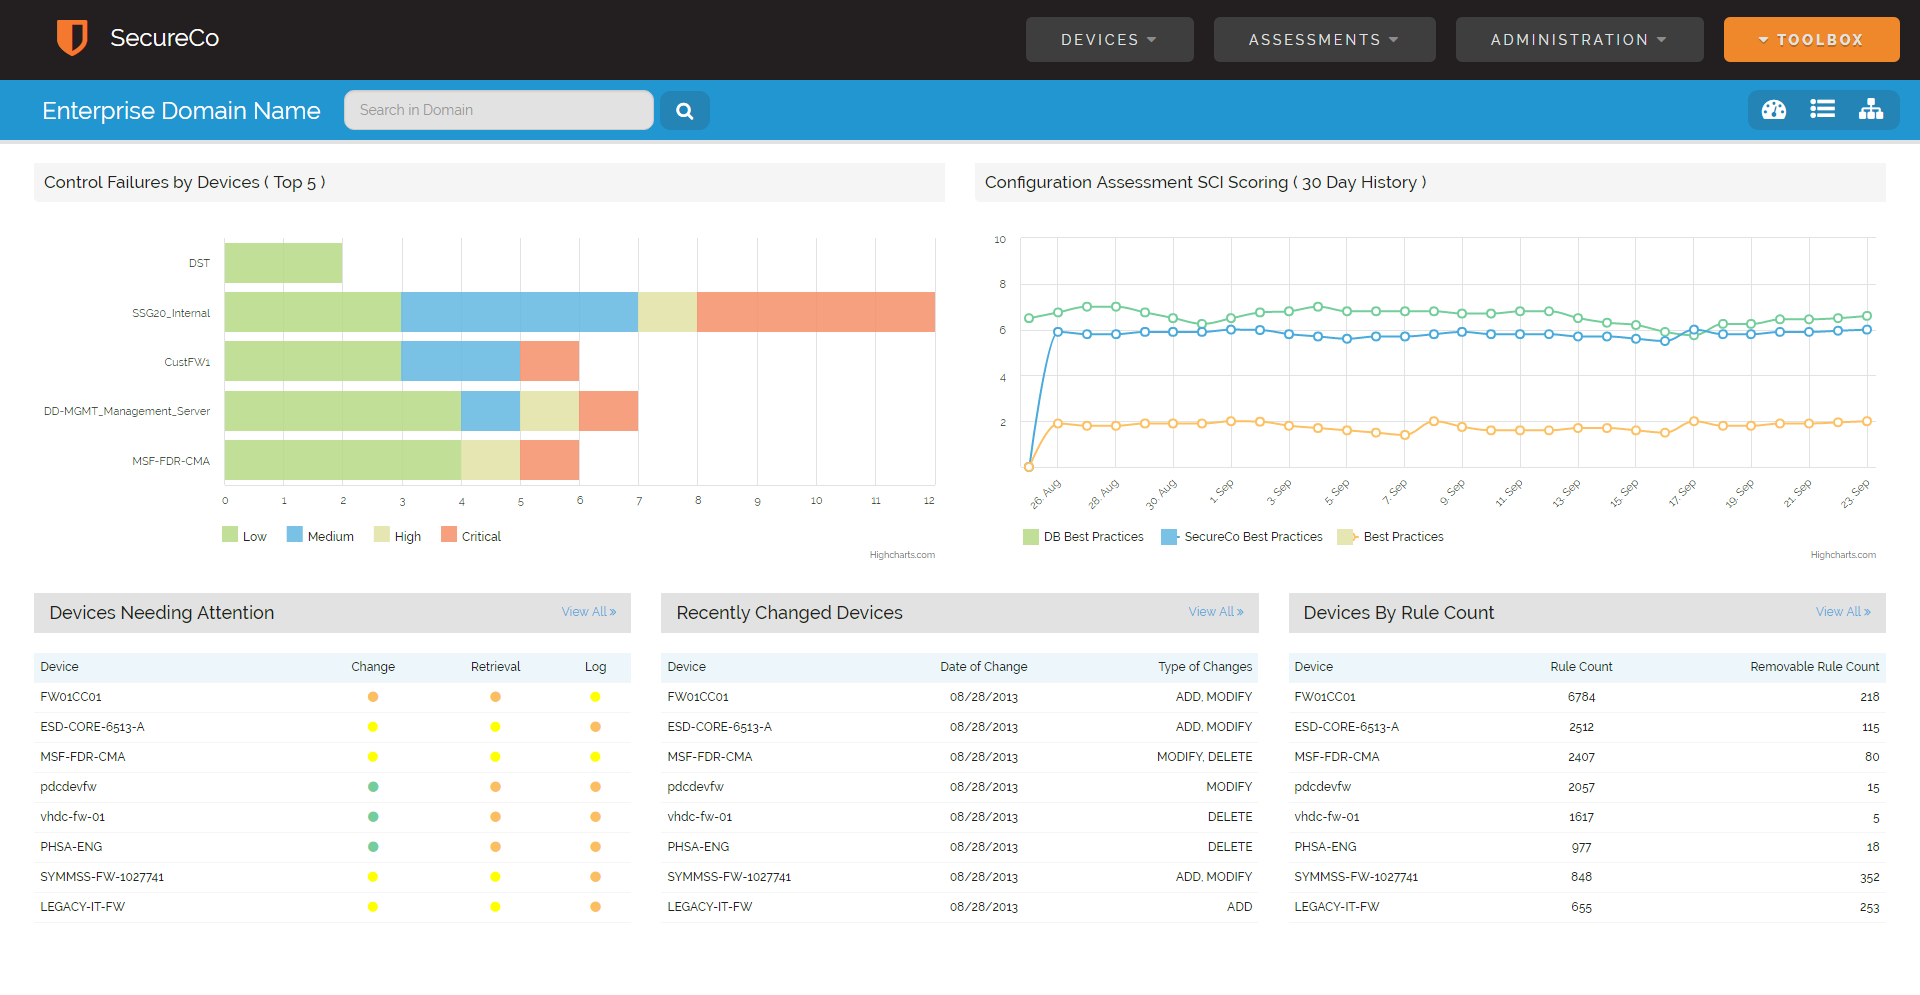 SecureCo
DEVICES
ASSESSMENTS
ADMINISTRATION
TOOLBOX
Enterprise Domain Name
Search in Domain
Control Failures by Devices ( Top 5 )
DST
SSG20_Internal
CustFW1
DD-MGMT_Management_Server
MSF-FDR-CMA
0 1 2 3 4 5 6 7 8 9 10 11 12
Low Medium High Critical
Highcharts.com
Configuration Assessment SCI Scoring ( 30 Day History )
10
8
6
4
2
26. Aug 28. Aug 30. Aug 1. Sep 3. Sep 5. Sep 7. Sep 9. Sep 11. Sep 13. Sep 15. Sep 17. Sep 19. Sep 21. Sep 23. Sep
DB Best Practices SecureCo Best Practices Best Practices
Highcharts.com
Devices Needing Attention View All »
Device Change Retrieval Log
FW01CC01
ESD-CORE-6513-A
MSF-FDR-CMA
pdcdevfw
vhdc-fw-01
PHSA-ENG
SYMMSS-FW-1027741
LEGACY-IT-FW
Recently Changed Devices View All »
Device Date of Change Type of Changes
FW01CC01 08/28/2013 ADD, MODIFY
ESD-CORE-6513-A 08/28/2013 ADD, MODIFY
MSF-FDR-CMA 08/28/2013 MODIFY, DELETE
pdcdevfw 08/28/2013 MODIFY
vhdc-fw-01 08/28/2013 DELETE
PHSA-ENG 08/28/2013 DELETE
SYMMSS-FW-1027741 08/28/2013 ADD, MODIFY
LEGACY-IT-FW 08/28/2013 ADD
Devices By Rule Count View All »
Device Rule Count Removable Rule Count
FW01CC01 6784 218
ESD-CORE-6513-A 2512 115
MSF-FDR-CMA 2407 80
pdcdevfw 2057 15
vhdc-fw-01 1617 5
PHSA-ENG 977 18
SYMMSS-FW-1027741 848 352
LEGACY-IT-FW 655 253